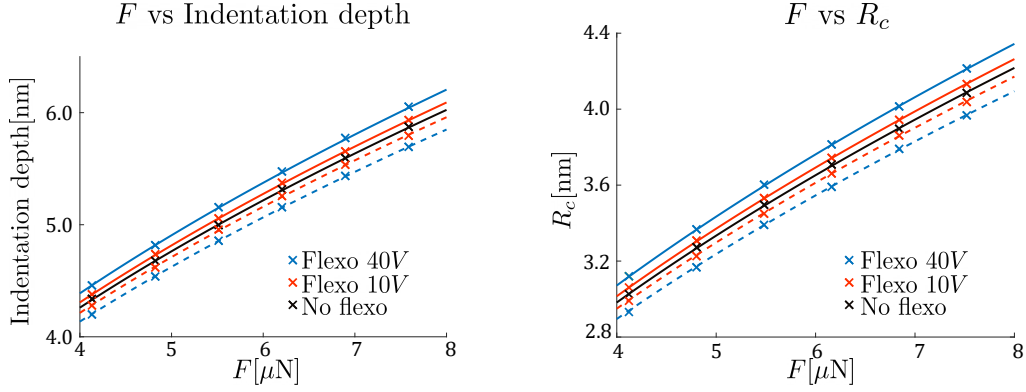 F vs Indentation depth
Indentation depth[nm]
6.0
5.0
4.0
4 5 6 7 8
F[μN]
Flexo 40V
Flexo 10V
No flexo
F vs R_c
R_c[nm]
4.4
4.0
3.6
3.2
2.8
4 5 6 7 8
F[μN]
Flexo 40V
Flexo 10V
No flexo